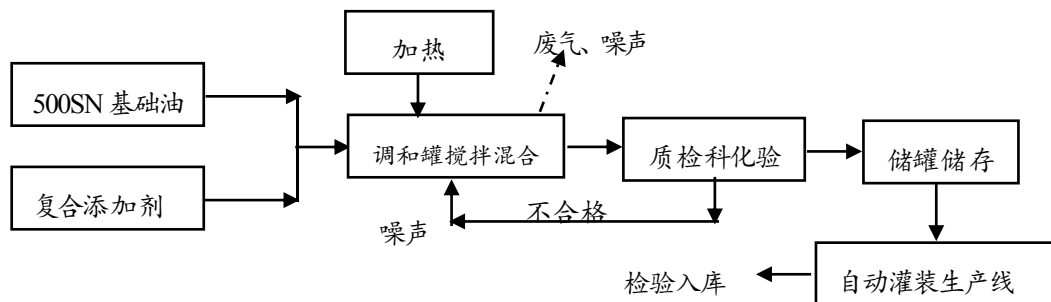 加热
废气、噪声
500SN 基础油
调和罐搅拌混合
质检科化验
储罐储存
复合添加剂
噪声
不合格
检验入库
自动灌装生产线